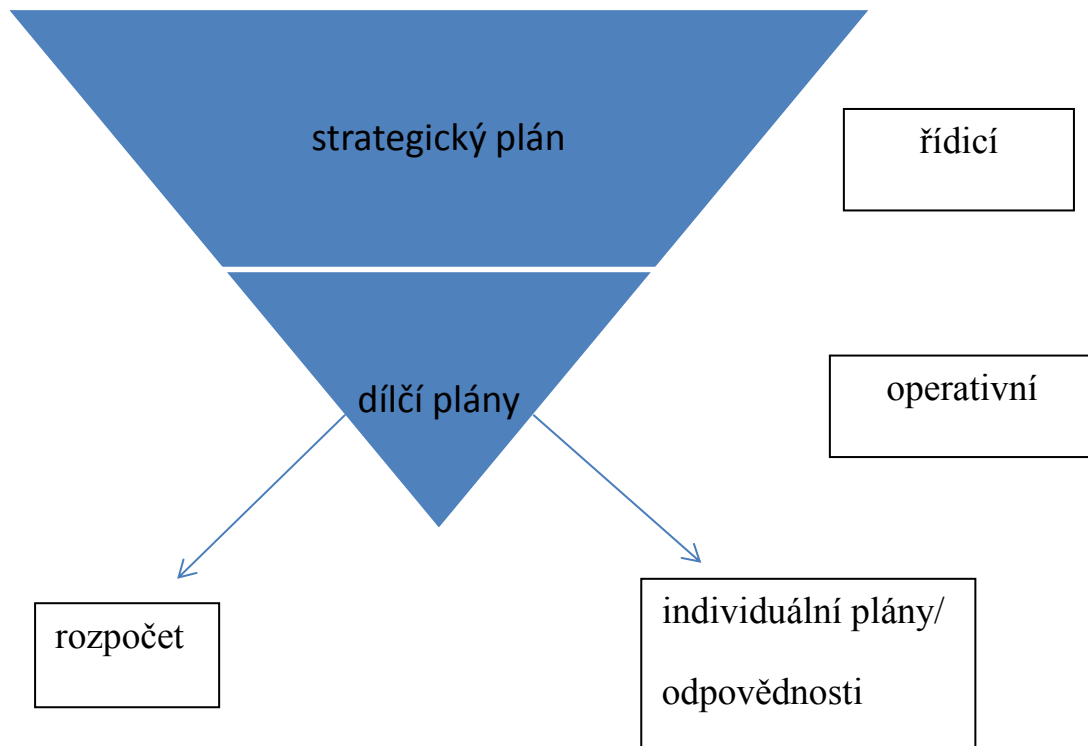 strategický plán
řídicí
dílčí plány
operativní
rozpočet
individuální plány/
odpovědnosti